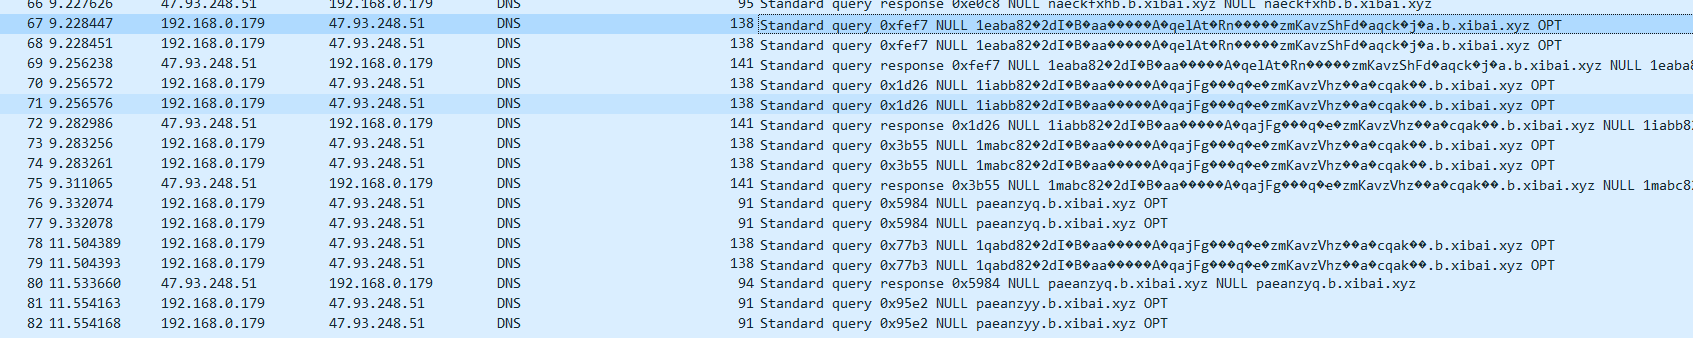 66 9.227626 47.93.248.51 192.168.0.179 DNS 95 Standard query response 0xe0c8 NULL naeckfxhb.b.xibai.xyz NULL naeckfxhb.b.xibai.xyz
67 9.228447 192.168.0.179 47.93.248.51 DNS 138 Standard query 0xfef7 NULL 1eaba82�2dI�B�aa�����A�qelAt�Rn�����zmKavzShFd�aqck�j�a.b.xibai.xyz OPT
68 9.228451 192.168.0.179 47.93.248.51 DNS 138 Standard query 0xfef7 NULL 1eaba82�2dI�B�aa�����A�qelAt�Rn�����zmKavzShFd�aqck�j�a.b.xibai.xyz OPT
69 9.256238 47.93.248.51 192.168.0.179 DNS 141 Standard query response 0xfef7 NULL 1eaba82�2dI�B�aa�����A�qelAt�Rn�����zmKavzShFd�aqck�j�a.b.xibai.xyz NULL 1eaba8
70 9.256572 192.168.0.179 47.93.248.51 DNS 138 Standard query 0x1d26 NULL 1iabb82�2dI�B�aa�����A�qajFg���q�e�zmKavzVhz��a�cqak��.b.xibai.xyz OPT
71 9.256576 192.168.0.179 47.93.248.51 DNS 138 Standard query 0x1d26 NULL 1iabb82�2dI�B�aa�����A�qajFg���q�e�zmKavzVhz��a�cqak��.b.xibai.xyz OPT
72 9.282986 47.93.248.51 192.168.0.179 DNS 141 Standard query response 0x1d26 NULL 1iabb82�2dI�B�aa�����A�qajFg���q�e�zmKavzVhz��a�cqak��.b.xibai.xyz NULL 1iabb82
73 9.283256 192.168.0.179 47.93.248.51 DNS 138 Standard query 0x3b55 NULL 1mabc82�2dI�B�aa�����A�qajFg���q�e�zmKavzVhz��a�cqak��.b.xibai.xyz OPT
74 9.283261 192.168.0.179 47.93.248.51 DNS 138 Standard query 0x3b55 NULL 1mabc82�2dI�B�aa�����A�qajFg���q�e�zmKavzVhz��a�cqak��.b.xibai.xyz OPT
75 9.311065 47.93.248.51 192.168.0.179 DNS 141 Standard query response 0x3b55 NULL 1mabc82�2dI�B�aa�����A�qajFg���q�e�zmKavzVhz��a�cqak��.b.xibai.xyz NULL 1mabc82
76 9.332074 192.168.0.179 47.93.248.51 DNS 91 Standard query 0x5984 NULL paeanzyq.b.xibai.xyz OPT
77 9.332078 192.168.0.179 47.93.248.51 DNS 91 Standard query 0x5984 NULL paeanzyq.b.xibai.xyz OPT
78 11.504389 192.168.0.179 47.93.248.51 DNS 138 Standard query 0x77b3 NULL 1qabd82�2dI�B�aa�����A�qajFg���q�e�zmKavzVhz��a�cqak��.b.xibai.xyz OPT
79 11.504393 192.168.0.179 47.93.248.51 DNS 138 Standard query 0x77b3 NULL 1qabd82�2dI�B�aa�����A�qajFg���q�e�zmKavzVhz��a�cqak��.b.xibai.xyz OPT
80 11.533660 47.93.248.51 192.168.0.179 DNS 94 Standard query response 0x5984 NULL paeanzyq.b.xibai.xyz NULL paeanzyq.b.xibai.xyz
81 11.554163 192.168.0.179 47.93.248.51 DNS 91 Standard query 0x95e2 NULL paeanzyy.b.xibai.xyz OPT
82 11.554168 192.168.0.179 47.93.248.51 DNS 91 Standard query 0x95e2 NULL paeanzyy.b.xibai.xyz OPT